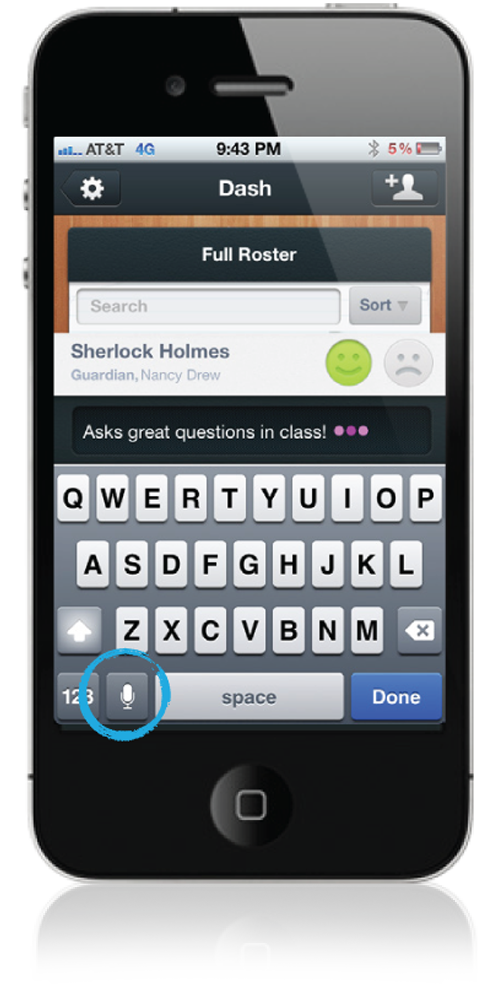 AT&T 4G 9:43 PM 5%
Dash
Full Roster
Search Sort
Sherlock Holmes
Guardian, Nancy Drew
Asks great questions in class!
Q W E R T Y U I O P
A S D F G H J K L
Z X C V B N M
123 space Done